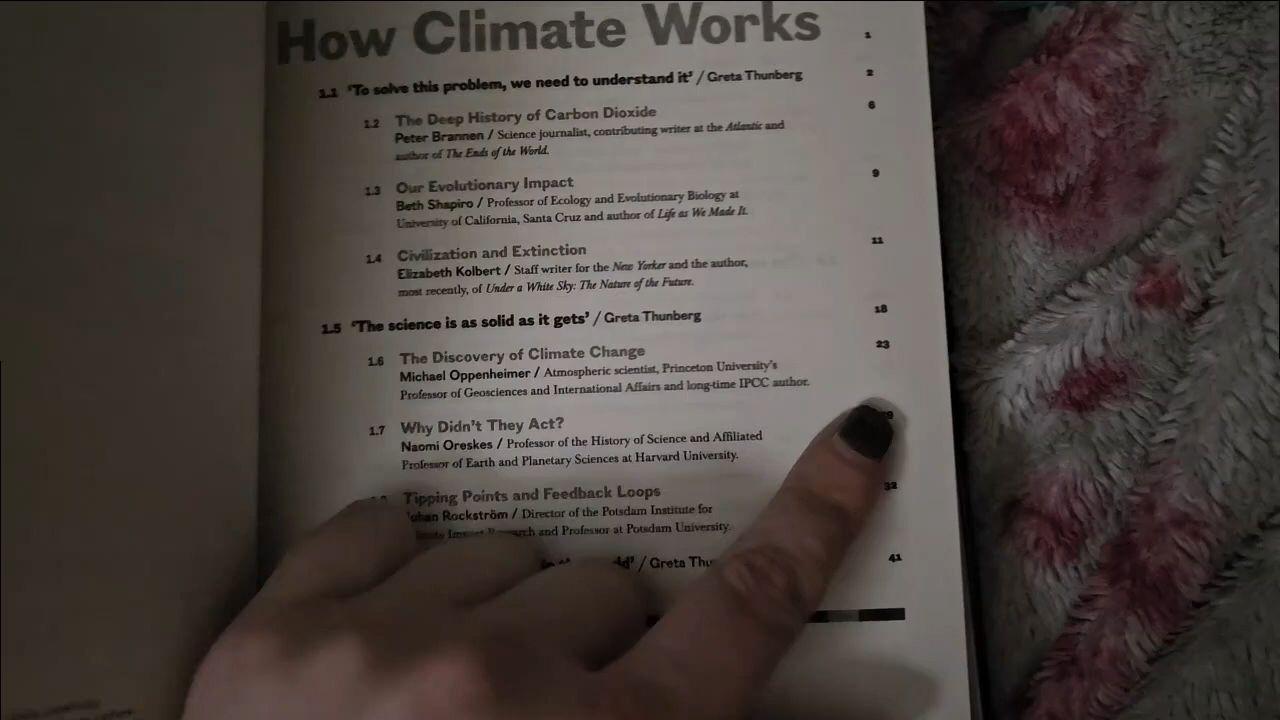 How Climate Works 1
1.1 'To solve this problem, we need to understand it' / Greta Thunberg 2
1.2 The Deep History of Carbon Dioxide 6
Peter Brannen / Science journalist, contributing writer at the Atlantic and
author of The Ends of the World.
1.3 Our Evolutionary Impact 9
Beth Shapiro / Professor of Ecology and Evolutionary Biology at
University of California, Santa Cruz and author of Life as We Made It.
1.4 Civilization and Extinction 11
Elizabeth Kolbert / Staff writer for the New Yorker and the author,
most recently, of Under a White Sky: The Nature of the Future.
1.5 'The science is as solid as it gets' / Greta Thunberg 18
1.6 The Discovery of Climate Change 23
Michael Oppenheimer / Atmospheric scientist, Princeton University's
Professor of Geosciences and International Affairs and long-time IPCC author.
1.7 Why Didn't They Act?
Naomi Oreskes / Professor of the History of Science and Affiliated
Professor of Earth and Planetary Sciences at Harvard University.
Tipping Points and Feedback Loops 32
Johan Rockström / Director of the Potsdam Institute for
and Professor at Potsdam University.
/ Greta 41